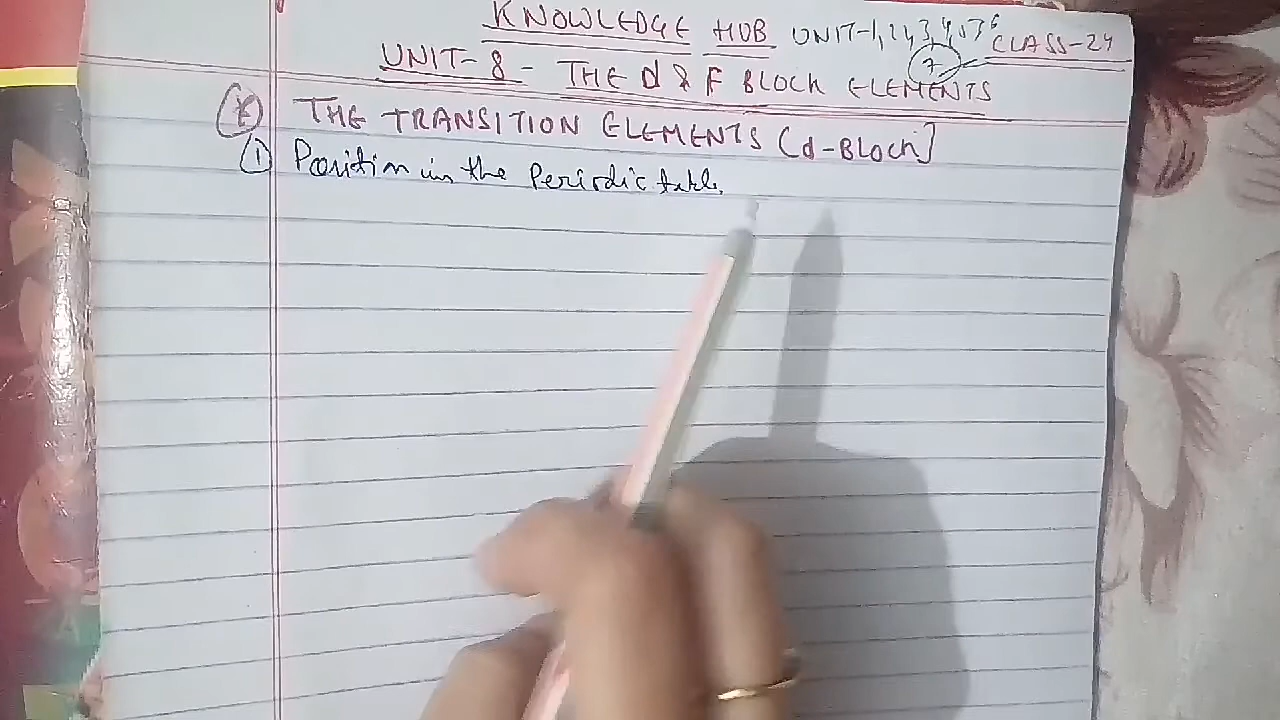 KNOWLEDGE HUB UNIT-1,2,3,4,5,6 CLASS-24
7
UNIT-8 - THE d & F BLOCK ELEMENTS
THE TRANSITION ELEMENTS (d-BLOCK]
① Position in the Periodic table.